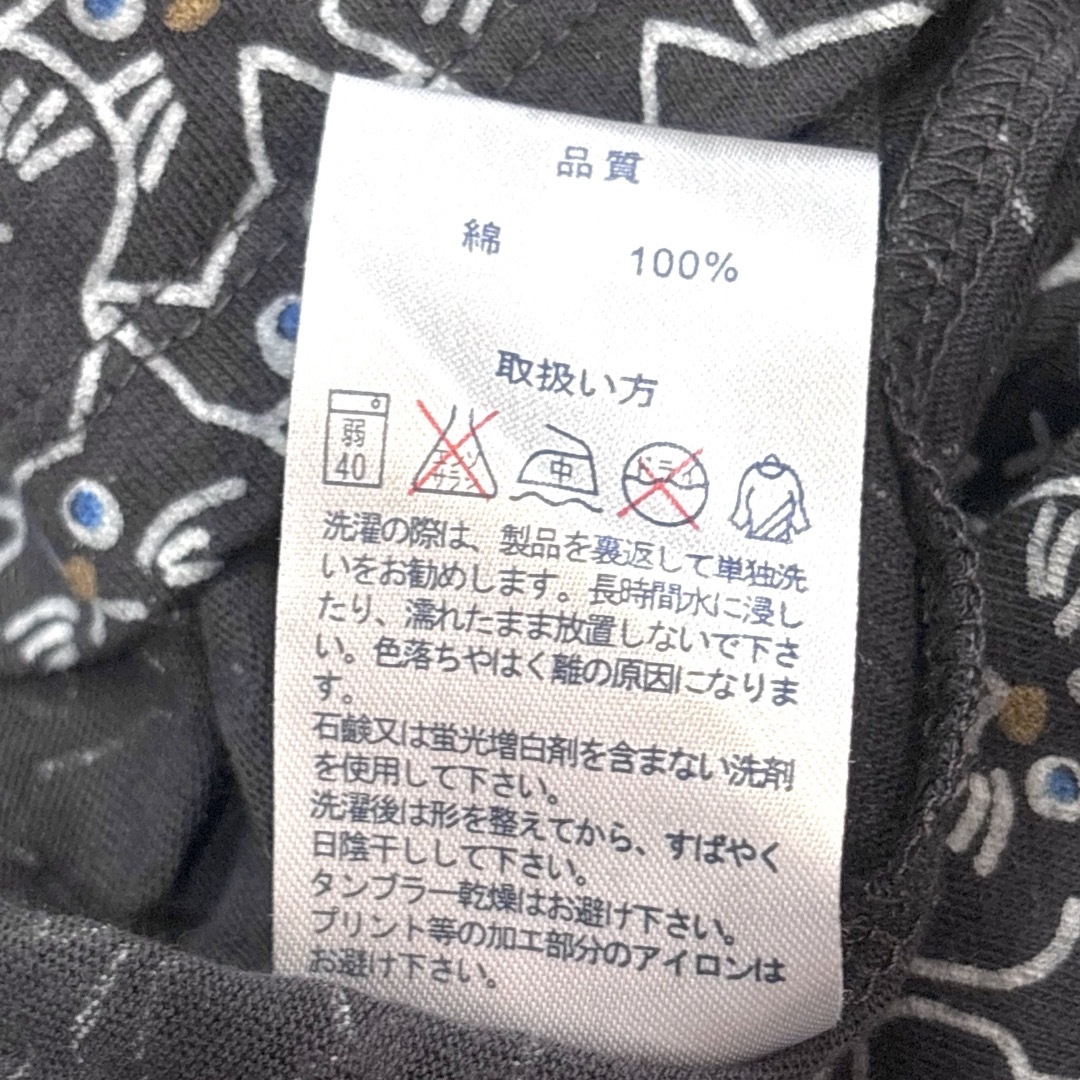 品質
綿 100%
取扱い方
弱
40
エンソ
サラシ
中
ドライ
洗濯の際は、製品を裏返して単独洗
いをお勧めします。長時間水に浸し
たり、濡れたまま放置しないで下さ
い。色落ちやはく離の原因になりま
す。
石鹸又は蛍光増白剤を含まない洗剤
を使用して下さい。
洗濯後は形を整えてから、すばやく
日陰干しして下さい。
タンブラー乾燥はお避け下さい。
プリント等の加工部分のアイロンは
お避け下さい。